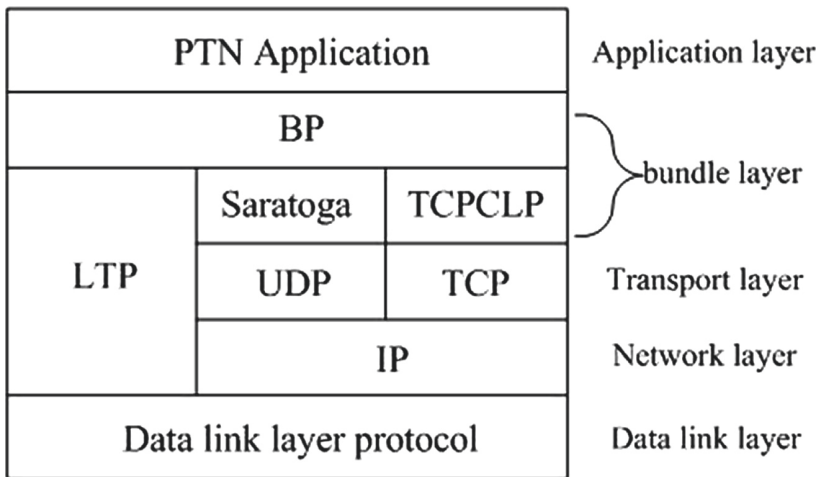 PTN Application
Application layer
BP
bundle layer
Saratoga
TCPCLP
LTP
UDP
TCP
Transport layer
IP
Network layer
Data link layer protocol
Data link layer